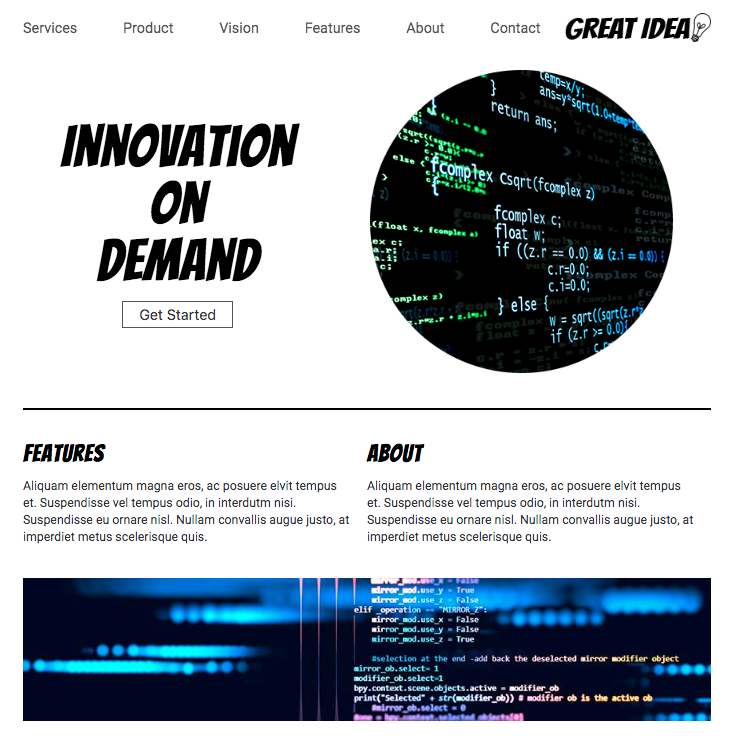 Services Product Vision Features About Contact GREAT IDEA
INNOVATION
ON
DEMAND
Get Started
temp=x/y;
ans=y*sqrt(1.0+temp*te
}
return ans;
else {
fcomplex Csqrt(fcomplex z)
{
fcomplex c;
float w;
if ((z.r == 0.0) && (z.i == 0.0)) {
c.r=0.0;
c.i=0.0;
} else {
w = sqrt((sqrt(z.r*z
if (z.r >= 0.0){
FEATURES
Aliquam elementum magna eros, ac posuere elvit tempus
et. Suspendisse vel tempus odio, in interdutm nisi.
Suspendisse eu ornare nisl. Nullam convallis augue justo, at
imperdiet metus scelerisque quis.
ABOUT
Aliquam elementum magna eros, ac posuere elvit tempus
et. Suspendisse vel tempus odio, in interdutm nisi.
Suspendisse eu ornare nisl. Nullam convallis augue justo, at
imperdiet metus scelerisque quis.
mirror_mod.use_x = False
mirror_mod.use_y = True
mirror_mod.use_z = False
elif _operation == "MIRROR_Z":
mirror_mod.use_x = False
mirror_mod.use_y = False
mirror_mod.use_z = True
#selection at the end -add back the deselected mirror modifier object
mirror_ob.select= 1
modifier_ob.select=1
bpy.context.scene.objects.active = modifier_ob
print("Selected" + str(modifier_ob)) # modifier ob is the active ob
#mirror_ob.select = 0
#one = bpy.context.selected_objects[0]